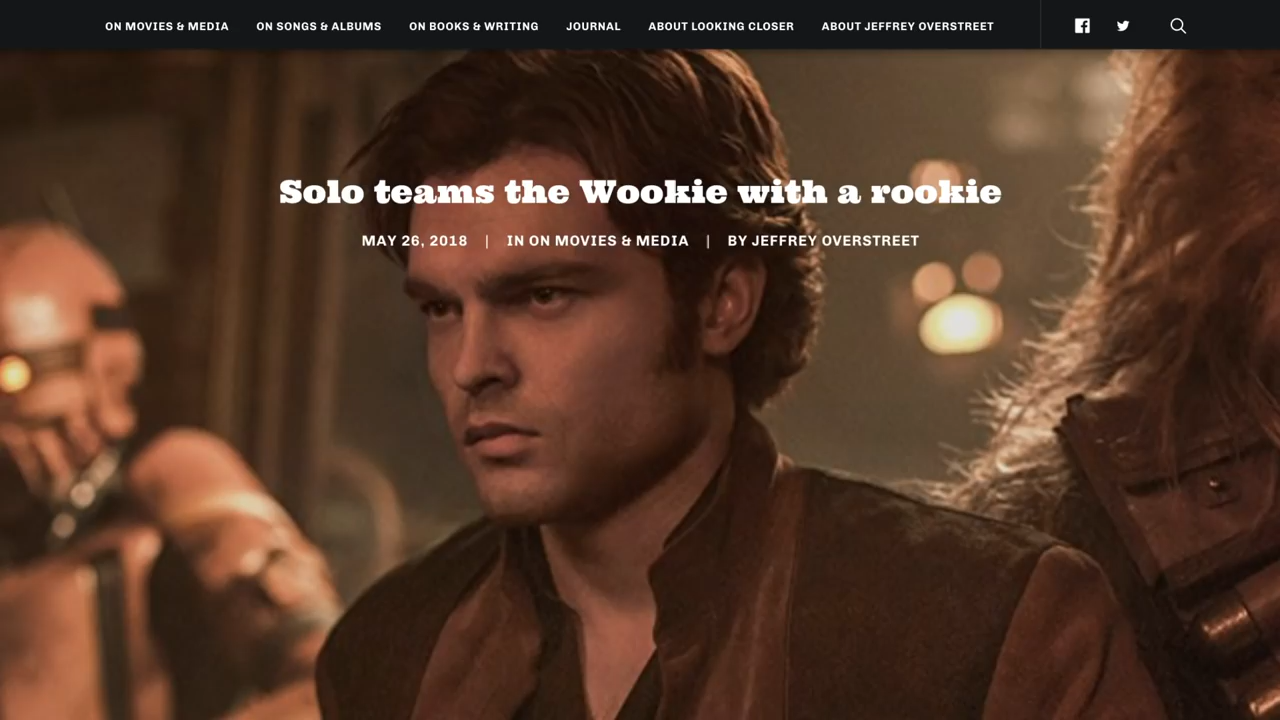 ON MOVIES & MEDIA ON SONGS & ALBUMS ON BOOKS & WRITING JOURNAL ABOUT LOOKING CLOSER ABOUT JEFFREY OVERSTREET
Solo teams the Wookie with a rookie
MAY 26, 2018 | IN ON MOVIES & MEDIA | BY JEFFREY OVERSTREET